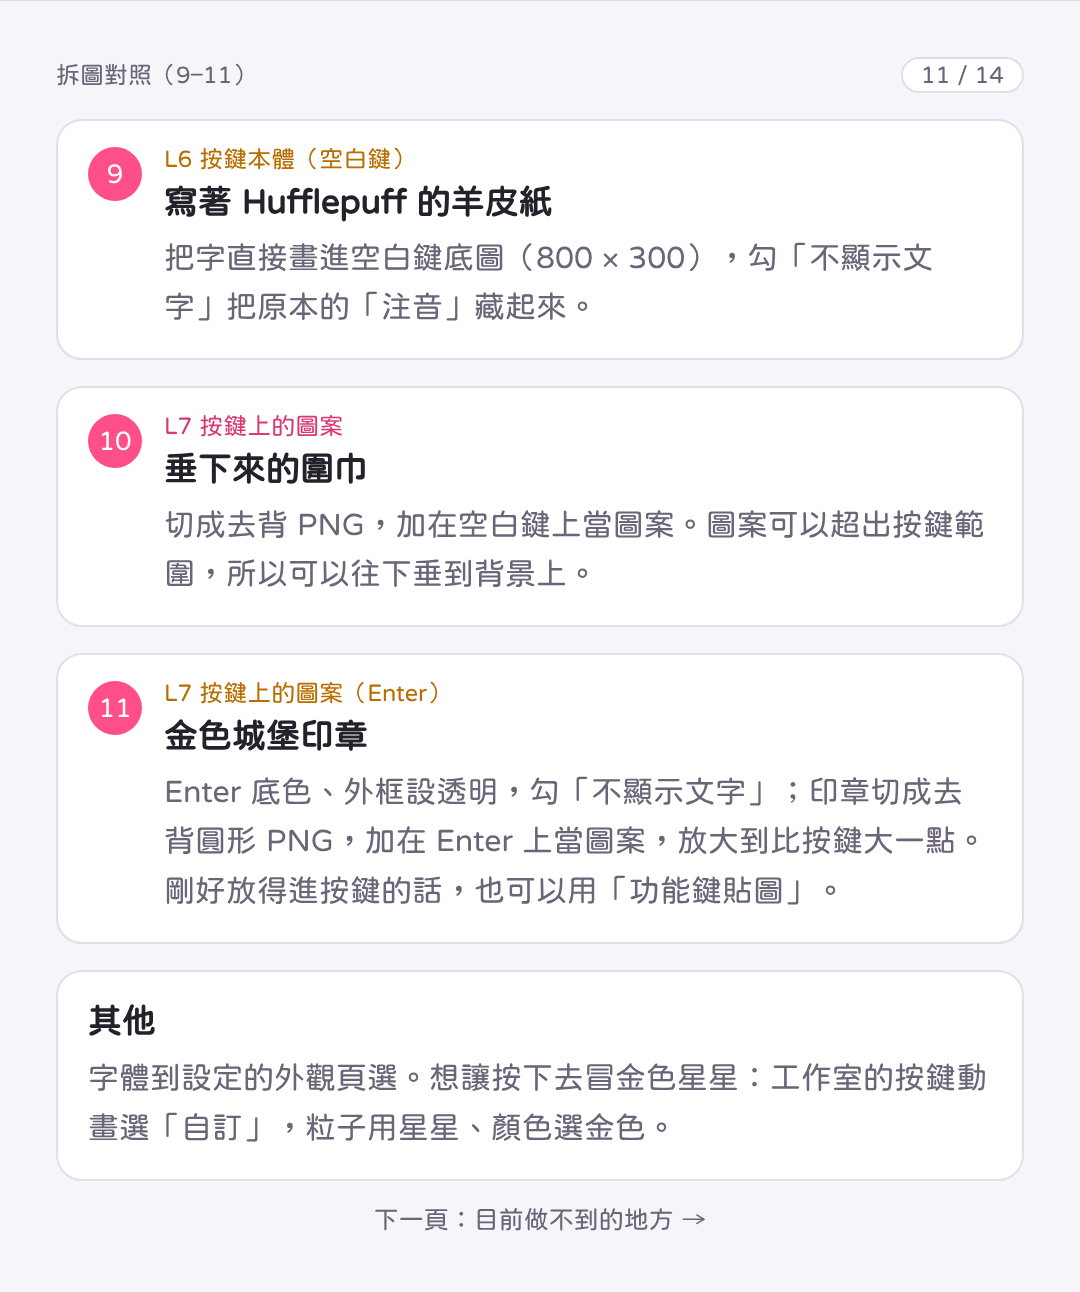 拆圖對照（9–11）
11 / 14
9
L6 按鍵本體（空白鍵）
寫著 Hufflepuff 的羊皮紙
把字直接畫進空白鍵底圖（800 × 300），勾「不顯示文
字」把原本的「注音」藏起來。
10
L7 按鍵上的圖案
垂下來的圍巾
切成去背 PNG，加在空白鍵上當圖案。圖案可以超出按鍵範
圍，所以可以往下垂到背景上。
11
L7 按鍵上的圖案（Enter）
金色城堡印章
Enter 底色、外框設透明，勾「不顯示文字」；印章切成去
背圓形 PNG，加在 Enter 上當圖案，放大到比按鍵大一點。
剛好放得進按鍵的話，也可以用「功能鍵貼圖」。
其他
字體到設定的外觀頁選。想讓按下去冒金色星星：工作室的按鍵動
畫選「自訂」，粒子用星星、顏色選金色。
下一頁：目前做不到的地方 →